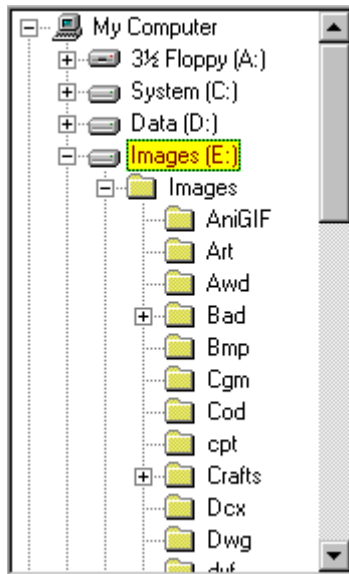 My Computer
3½ Floppy (A:)
System (C:)
Data (D:)
Images (E:)
Images
AniGIF
Art
Awd
Bad
Bmp
Cgm
Cod
cpt
Crafts
Dcx
Dwg